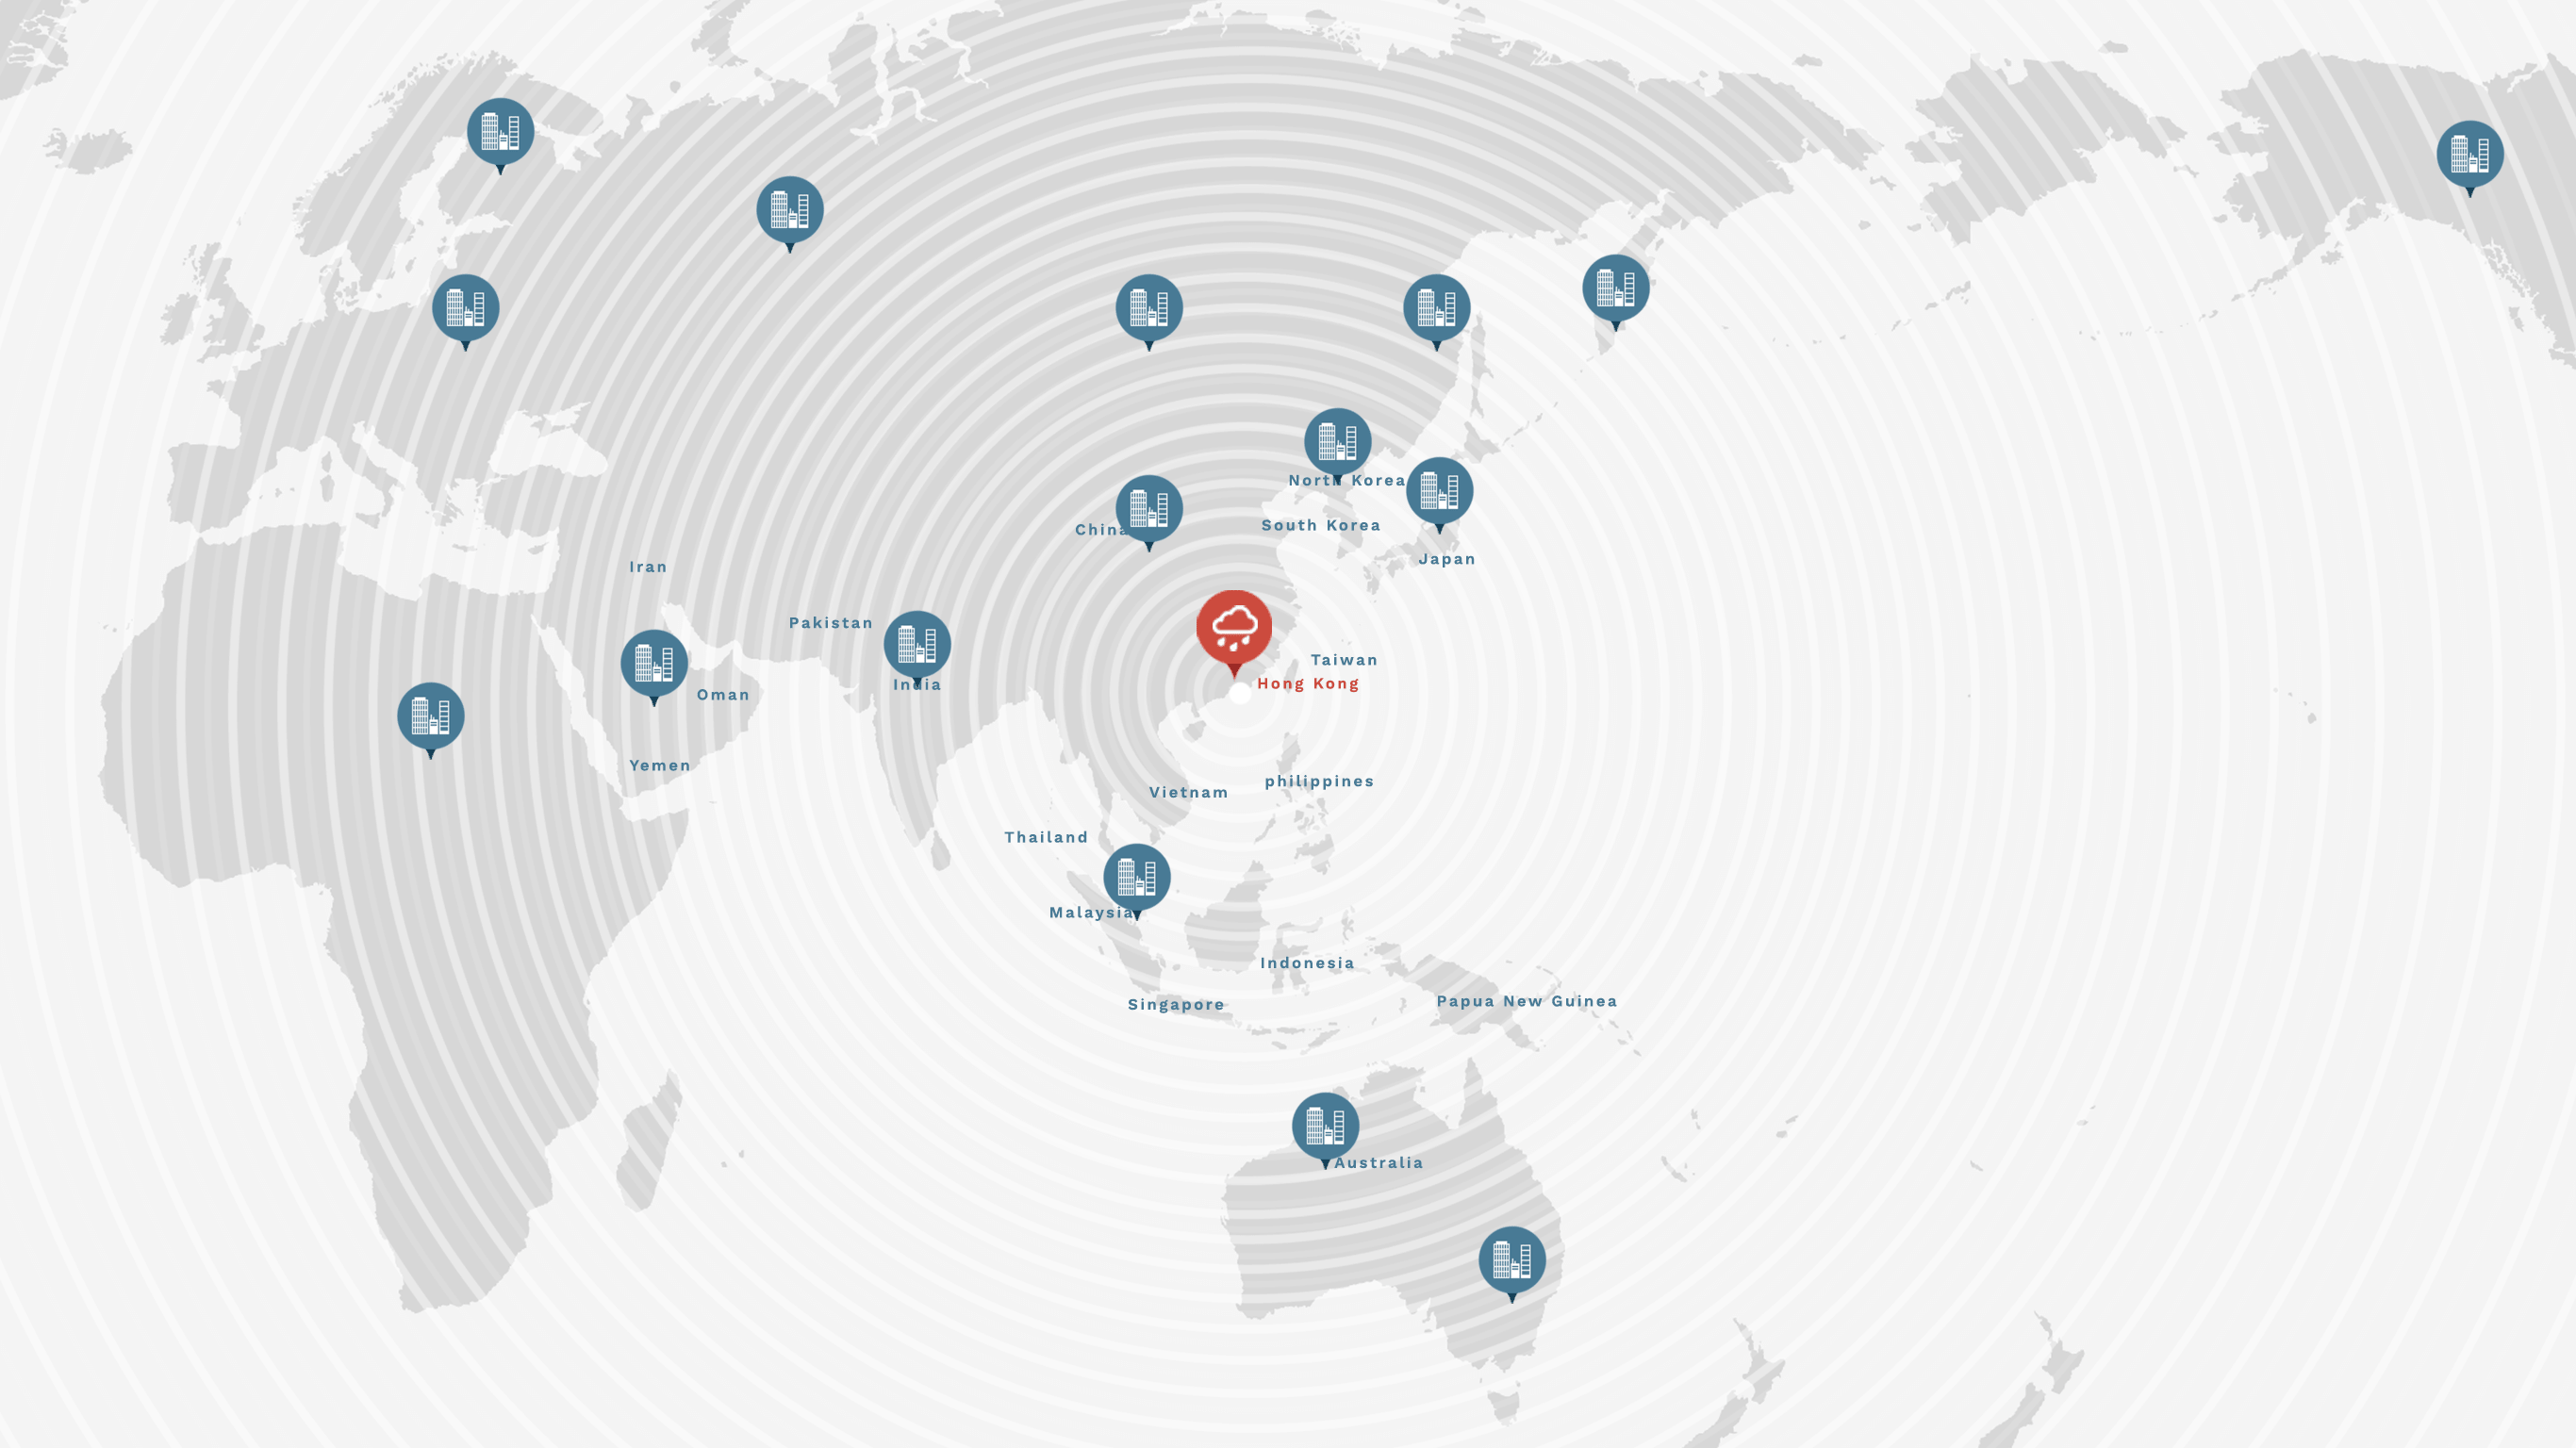 North Korea
South Korea
China
Japan
Iran
Pakistan
Taiwan
Hong Kong
India
Oman
Yemen
philippines
Vietnam
Thailand
Malaysia
Indonesia
Papua New Guinea
Singapore
Australia